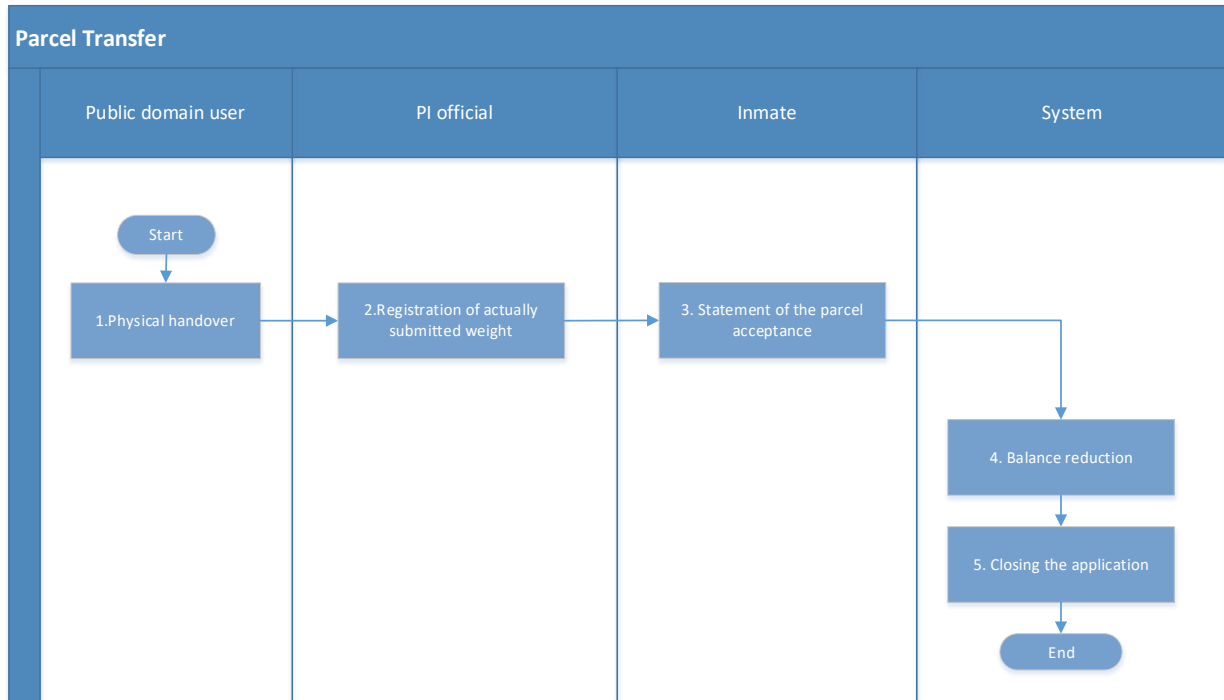 Parcel Transfer
Public domain user
PI official
Inmate
System
Start
1.Physical handover
2.Registration of actually
submitted weight
3. Statement of the parcel
acceptance
4. Balance reduction
5. Closing the application
End